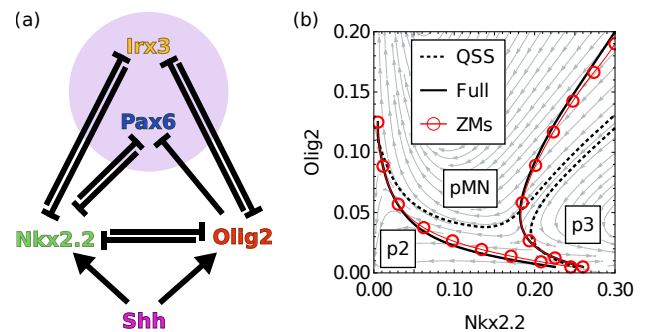 (a)
Irx3
Pax6
Nkx2.2
Olig2
Shh
(b)
Olig2
0.20
0.15
0.10
0.05
0.00
QSS
Full
ZMs
pMN
p3
p2
0.00
0.10
0.20
0.30
Nkx2.2